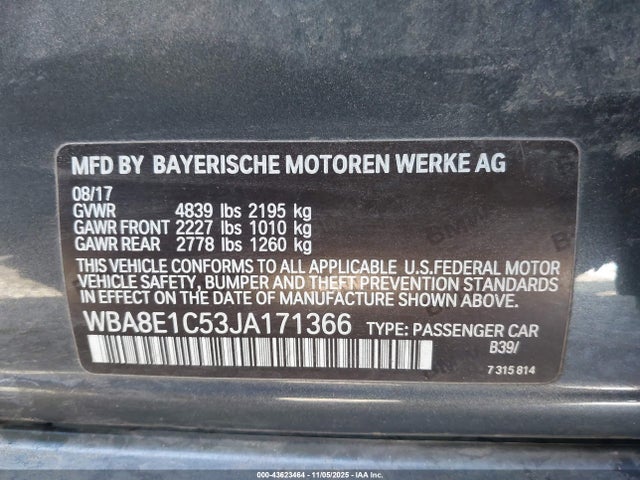 MFD BY BAYERISCHE MOTOREN WERKE AG
08/17
GVWR 4839 lbs 2195 kg
GAWR FRONT 2227 lbs 1010 kg
GAWR REAR 2778 lbs 1260 kg
THIS VEHICLE CONFORMS TO ALL APPLICABLE U.S.FEDERAL MOTOR
VEHICLE SAFETY, BUMPER AND THEFT PREVENTION STANDARDS
IN EFFECT ON THE DATE OF MANUFACTURE SHOWN ABOVE.
WBA8E1C53JA171366 TYPE: PASSENGER CAR
B39/
7 315 814
000-43623464 - 11/05/2025 - IAA Inc.